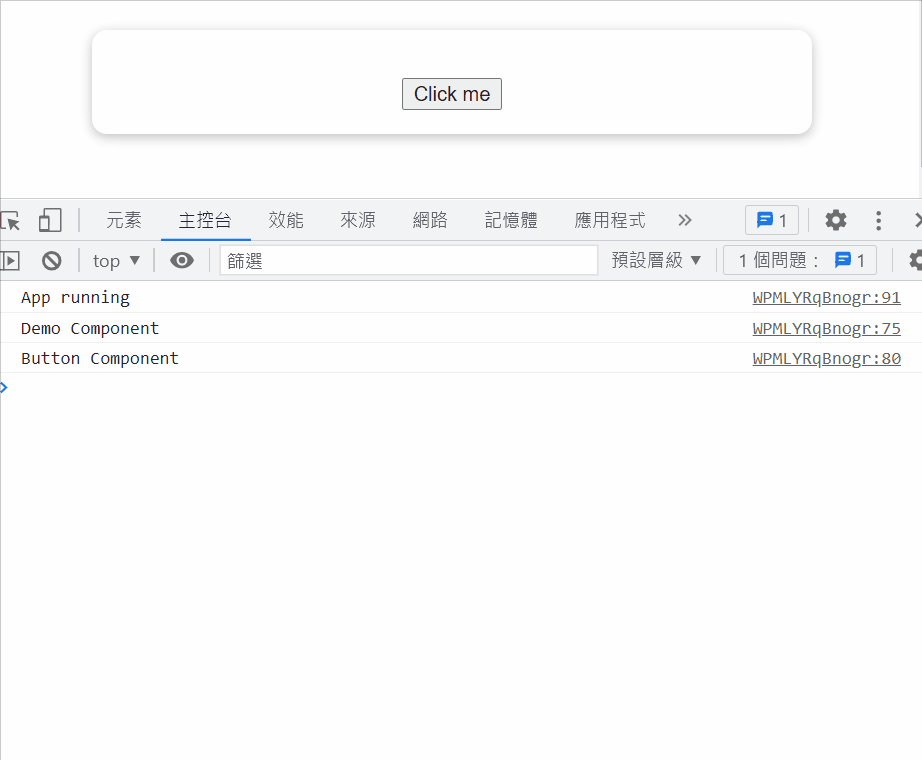 Click me
元素 主控台 效能 來源 網路 記憶體 應用程式 1
top 篩選 預設層級 1 個問題： 1
App running WPMLYRqBnogr:91
Demo Component WPMLYRqBnogr:75
Button Component WPMLYRqBnogr:80